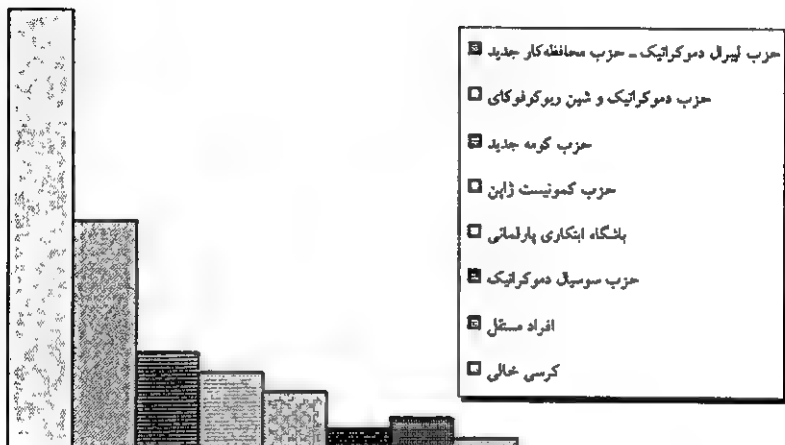 حزب لیبرال دموکراتیک ـ حزب محافظه‌کار جدید
حزب دموکراتیک و شین ریوکوفوکای
حزب کومه جدید
حزب کمونیست ژاپن
باشگاه ابتکاری پارلمانی
حزب سوسیال دموکراتیک
افراد مستقل
کرسی خالی